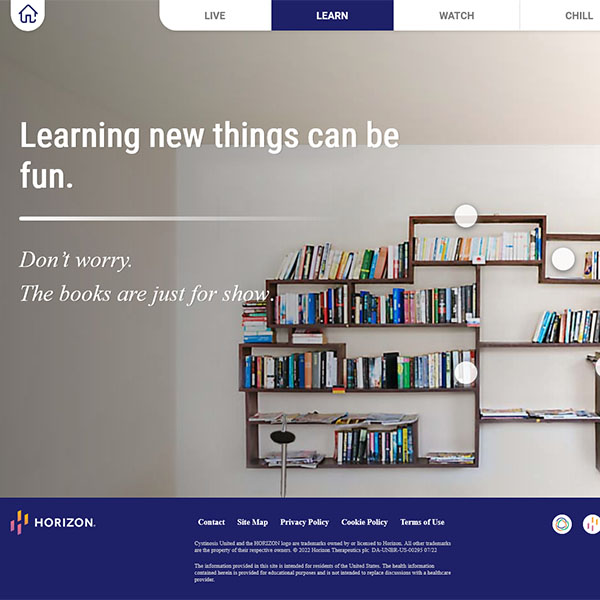 LIVE
LEARN
WATCH
CHILL
Learning new things can be
fun.
Don't worry.
The books are just for show.
HORIZON.
Contact
Site Map
Privacy Policy
Cookie Policy
Terms of Use
Cystinosis United and the HORIZON logo are trademarks owned by or licensed to Horizon. All other trademarks
are the property of their respective owners. © 2022 Horizon Therapeutics plc DA-UNBR-US-00295 07/22
The information provided in this site is intended for residents of the United States. The health information
contained herein is provided for educational purposes and is not intended to replace discussions with a healthcare
provider.